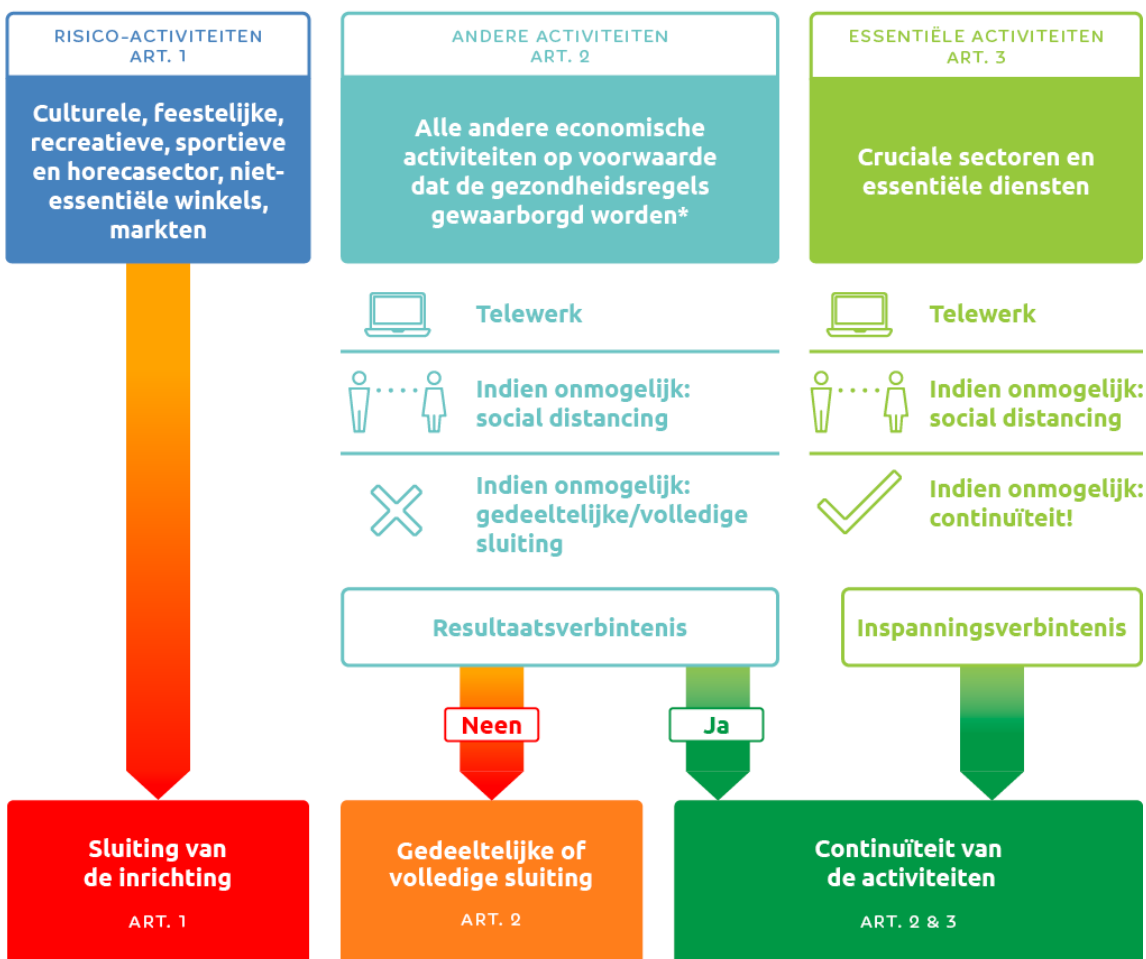 RISICO-ACTIVITEITEN
ART. 1
Culturele, feestelijke,
recreatieve, sportieve
en horecasector, niet-
essentiële winkels,
markten
ANDERE ACTIVITEITEN
ART. 2
Alle andere economische
activiteiten op voorwaarde
dat de gezondheidsregels
gewaarborgd worden*
ESSENTIËLE ACTIVITEITEN
ART. 3
Cruciale sectoren en
essentiële diensten
Telewerk
Indien onmogelijk:
social distancing
Indien onmogelijk:
gedeeltelijke/volledige
sluiting
Telewerk
Indien onmogelijk:
social distancing
Indien onmogelijk:
continuïteit!
Resultaatsverbintenis
Inspanningsverbintenis
Neen
Ja
Sluiting van
de inrichting
ART. 1
Gedeeltelijke of
volledige sluiting
ART. 2
Continuïteit van
de activiteiten
ART. 2 & 3